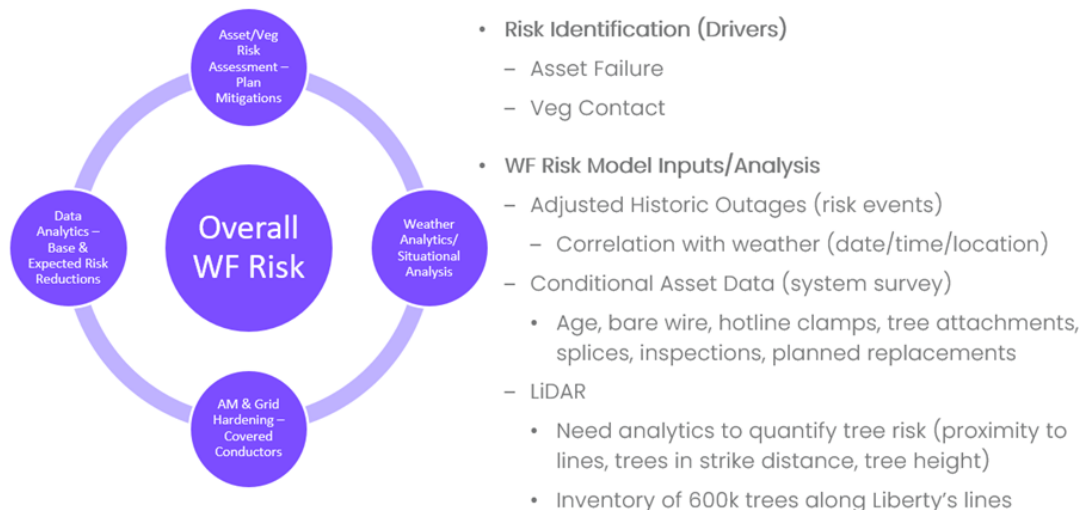 Asset/Veg
Risk
Assessment –
Plan
Mitigations
Data
Analytics –
Base &
Expected Risk
Reductions
Overall
WF Risk
Weather
Analytics/
Situational
Analysis
AM & Grid
Hardening –
Covered
Conductors
• Risk Identification (Drivers)
– Asset Failure
– Veg Contact
• WF Risk Model Inputs/Analysis
– Adjusted Historic Outages (risk events)
– Correlation with weather (date/time/location)
– Conditional Asset Data (system survey)
• Age, bare wire, hotline clamps, tree attachments,
splices, inspections, planned replacements
– LiDAR
• Need analytics to quantify tree risk (proximity to
lines, trees in strike distance, tree height)
• Inventory of 600k trees along Liberty's lines